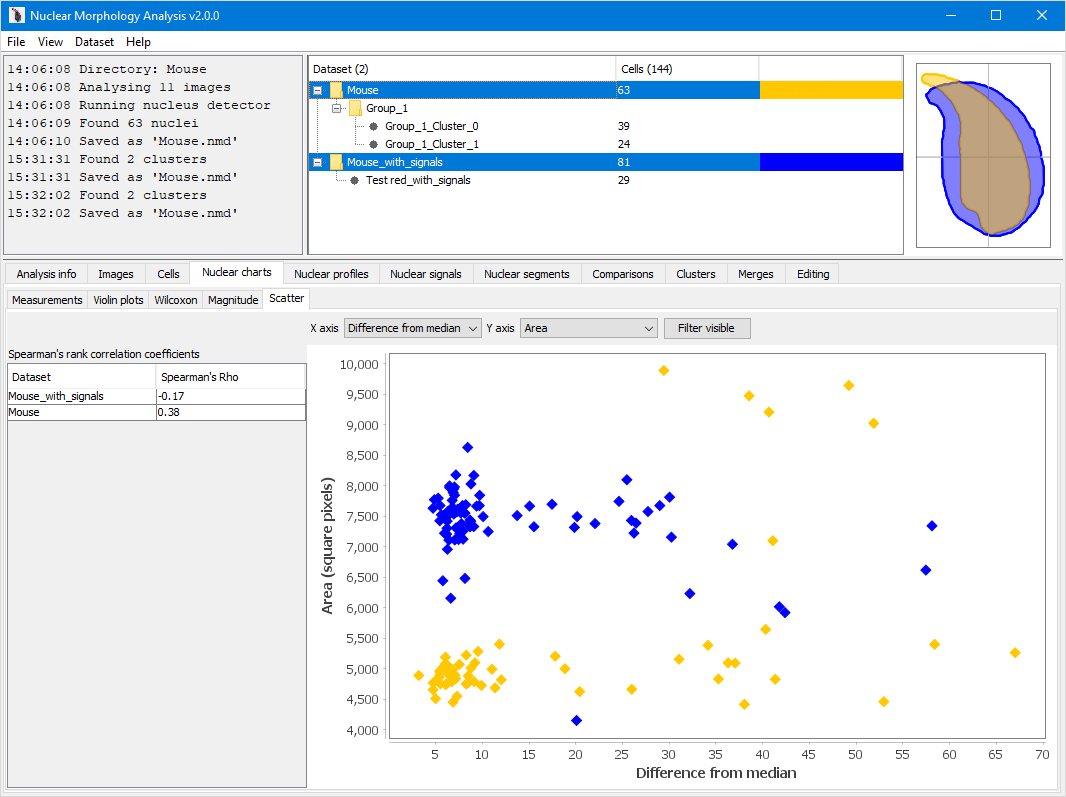 Nuclear Morphology Analysis v2.0.0
File View Dataset Help
14:06:08 Directory: Mouse
14:06:08 Analysing 11 images
14:06:08 Running nucleus detector
14:06:09 Found 63 nuclei
14:06:10 Saved as 'Mouse.nmd'
15:31:31 Found 2 clusters
15:31:31 Saved as 'Mouse.nmd'
15:32:02 Found 2 clusters
15:32:02 Saved as 'Mouse.nmd'
Dataset (2) Cells (144)
Mouse 63
Group_1
Group_1_Cluster_0 39
Group_1_Cluster_1 24
Mouse_with_signals 81
Test red_with_signals 29
Analysis info Images Cells Nuclear charts Nuclear profiles Nuclear signals Nuclear segments Comparisons Clusters Merges Editing
Measurements Violin plots Wilcoxon Magnitude Scatter
X axis Difference from median Y axis Area Filter visible
Spearman's rank correlation coefficients
Dataset Spearman's Rho
Mouse_with_signals -0.17
Mouse 0.38
Area (square pixels)
10,000
9,500
9,000
8,500
8,000
7,500
7,000
6,500
6,000
5,500
5,000
4,500
4,000
5 10 15 20 25 30 35 40 45 50 55 60 65 70
Difference from median